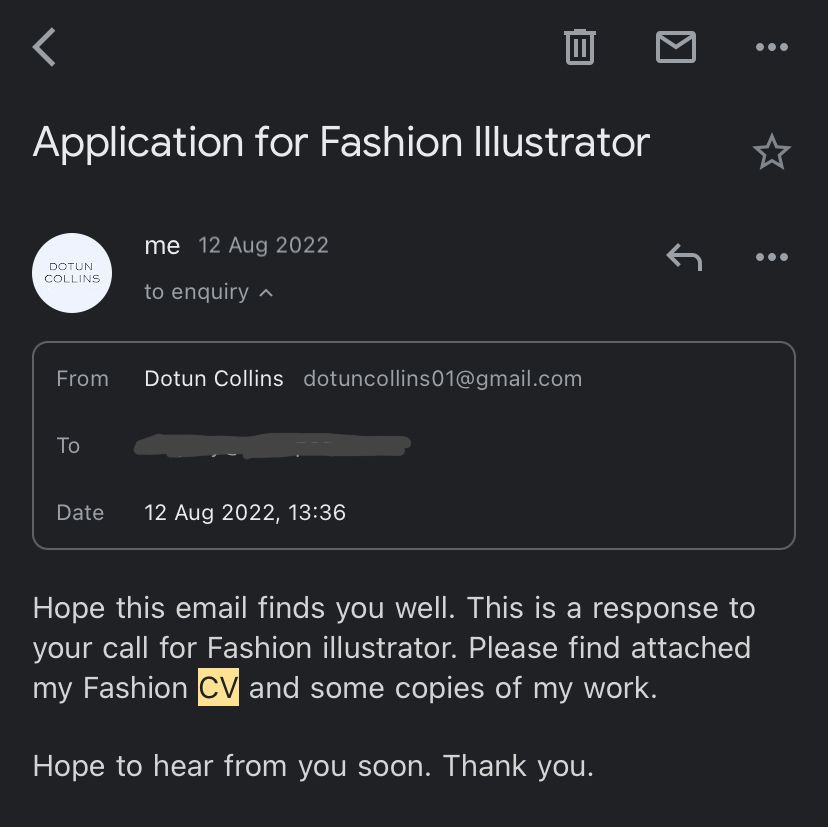 Application for Fashion Illustrator
DOTUN
COLLINS
me 12 Aug 2022
to enquiry
From Dotun Collins dotuncollins01@gmail.com
To
Date 12 Aug 2022, 13:36
Hope this email finds you well. This is a response to
your call for Fashion illustrator. Please find attached
my Fashion CV and some copies of my work.
Hope to hear from you soon. Thank you.